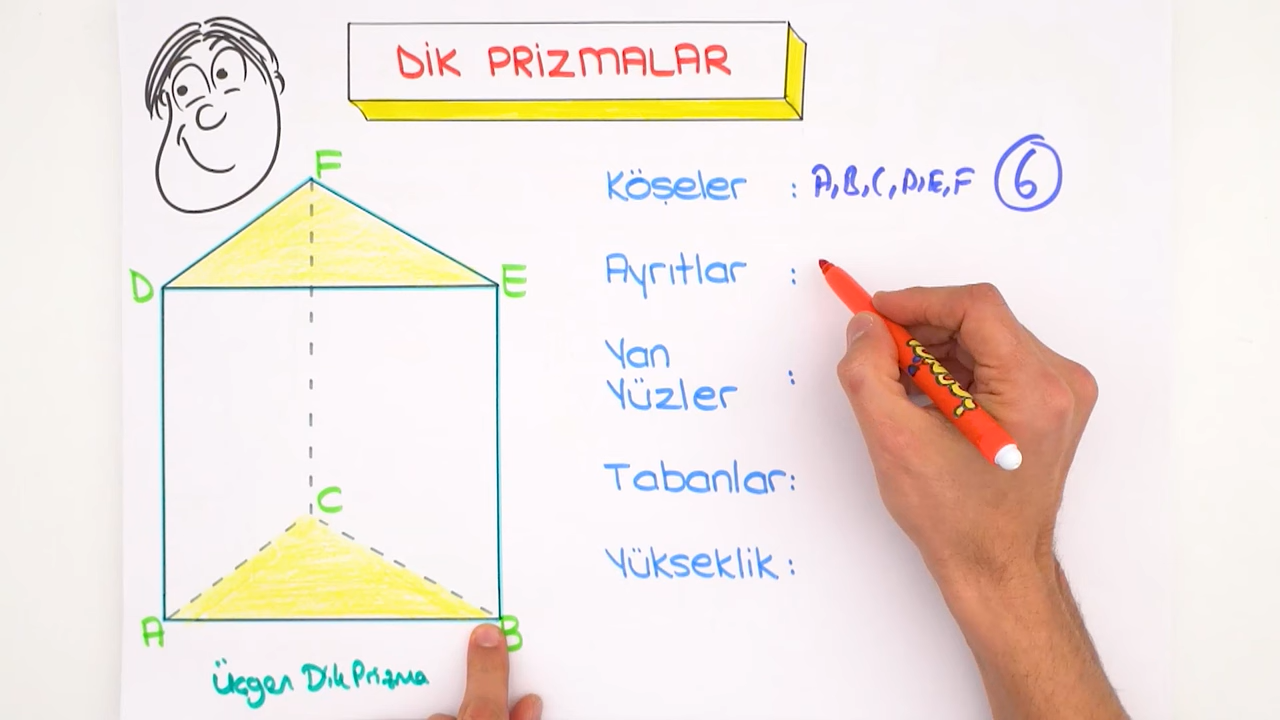 DİK PRİZMALAR
F
D
E
C
A
B
Üçgen Dik Prizma
Köşeler : A,B,C,D,E,F 6
Ayrıtlar :
Yan
Yüzler :
Tabanlar:
Yükseklik: